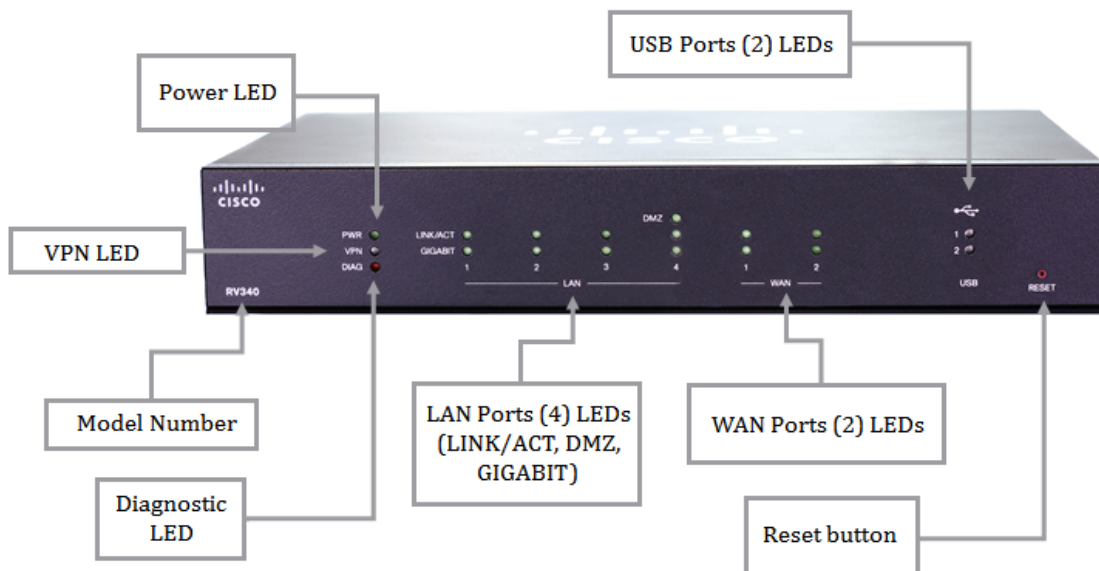 USB Ports (2) LEDs
Power LED
CISCO
CISCO
DMZ
PWR LINK/ACT
VPN LED
VPN GIGABIT
DIAG 1 2 3 4 1 2
1
2
LAN WAN USB RESET
RV340
Model Number
LAN Ports (4) LEDs
(LINK/ACT, DMZ,
GIGABIT)
WAN Ports (2) LEDs
Diagnostic
LED
Reset button